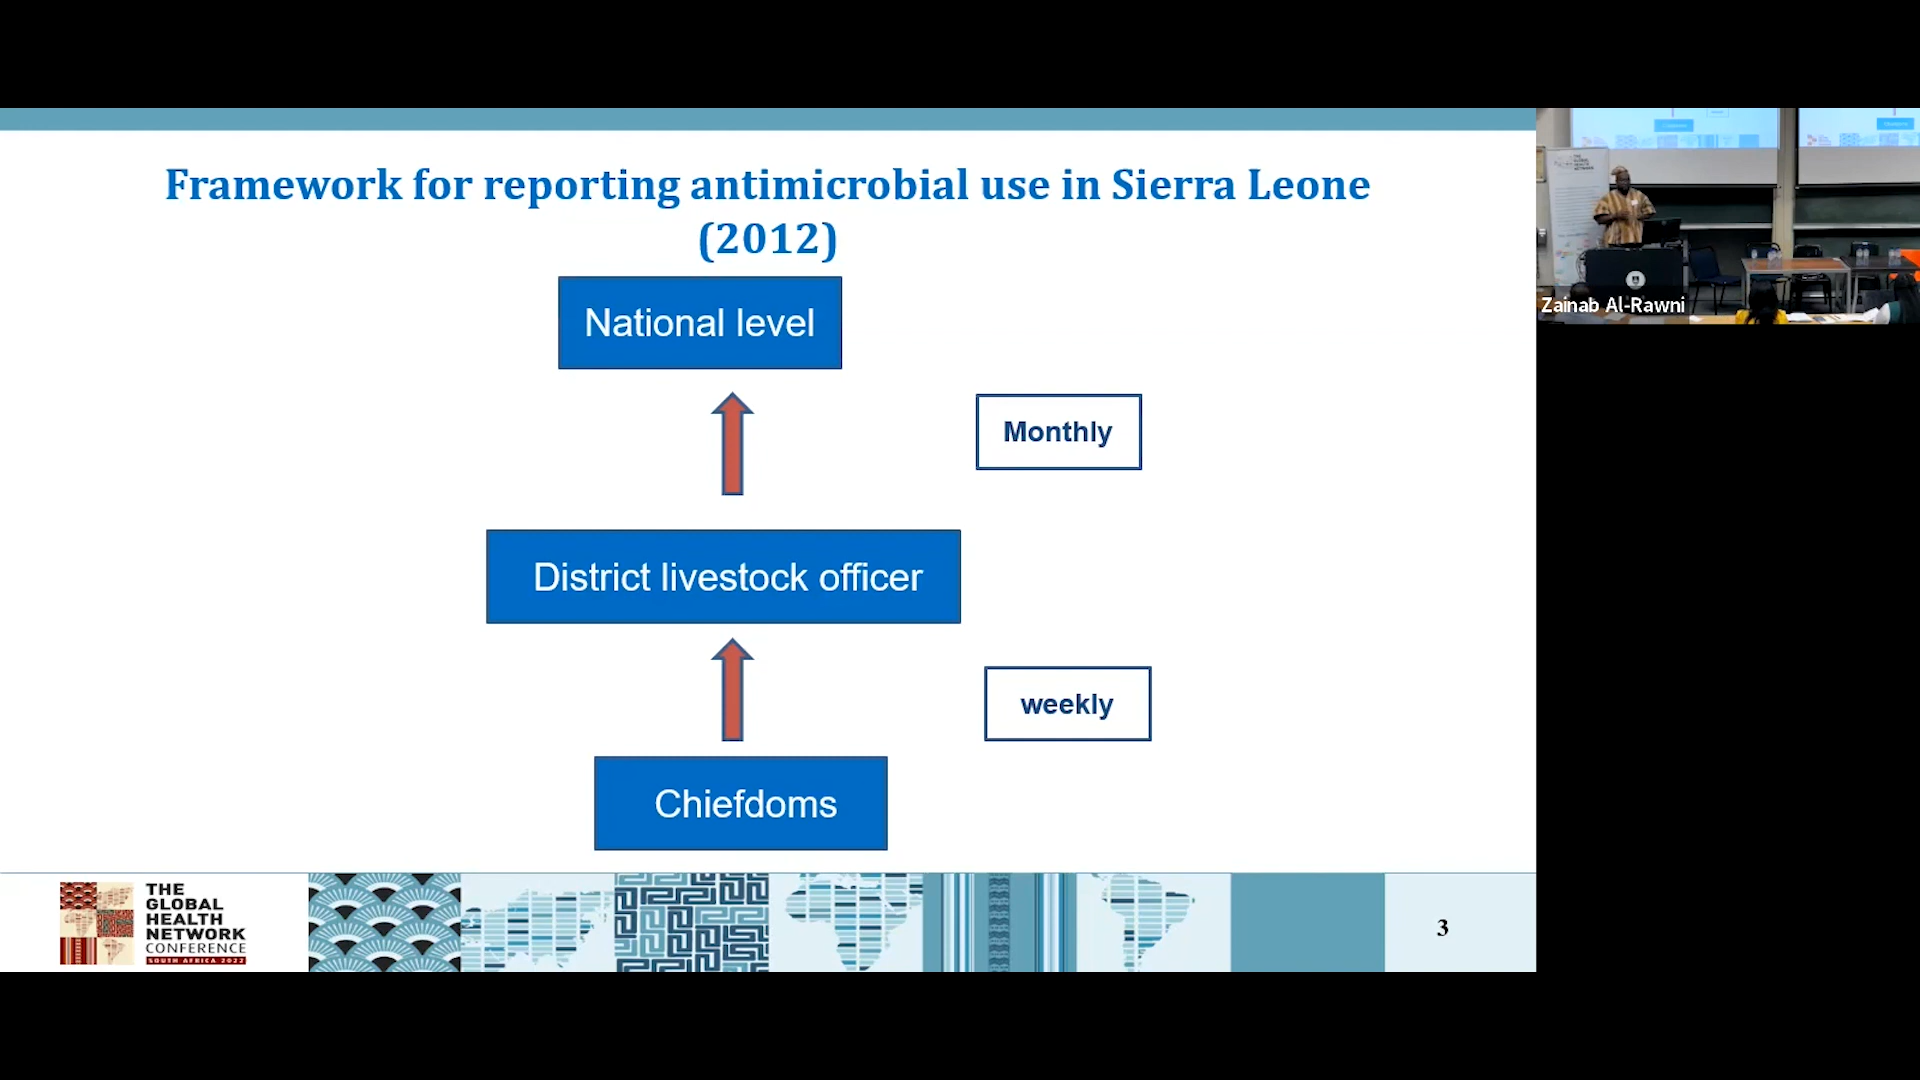 Framework for reporting antimicrobial use in Sierra Leone
(2012)
National level
Monthly
District livestock officer
weekly
Chiefdoms
THE
GLOBAL
HEALTH
NETWORK
CONFERENCE
SOUTH AFRICA 2022
3
Zainab Al-Rawni